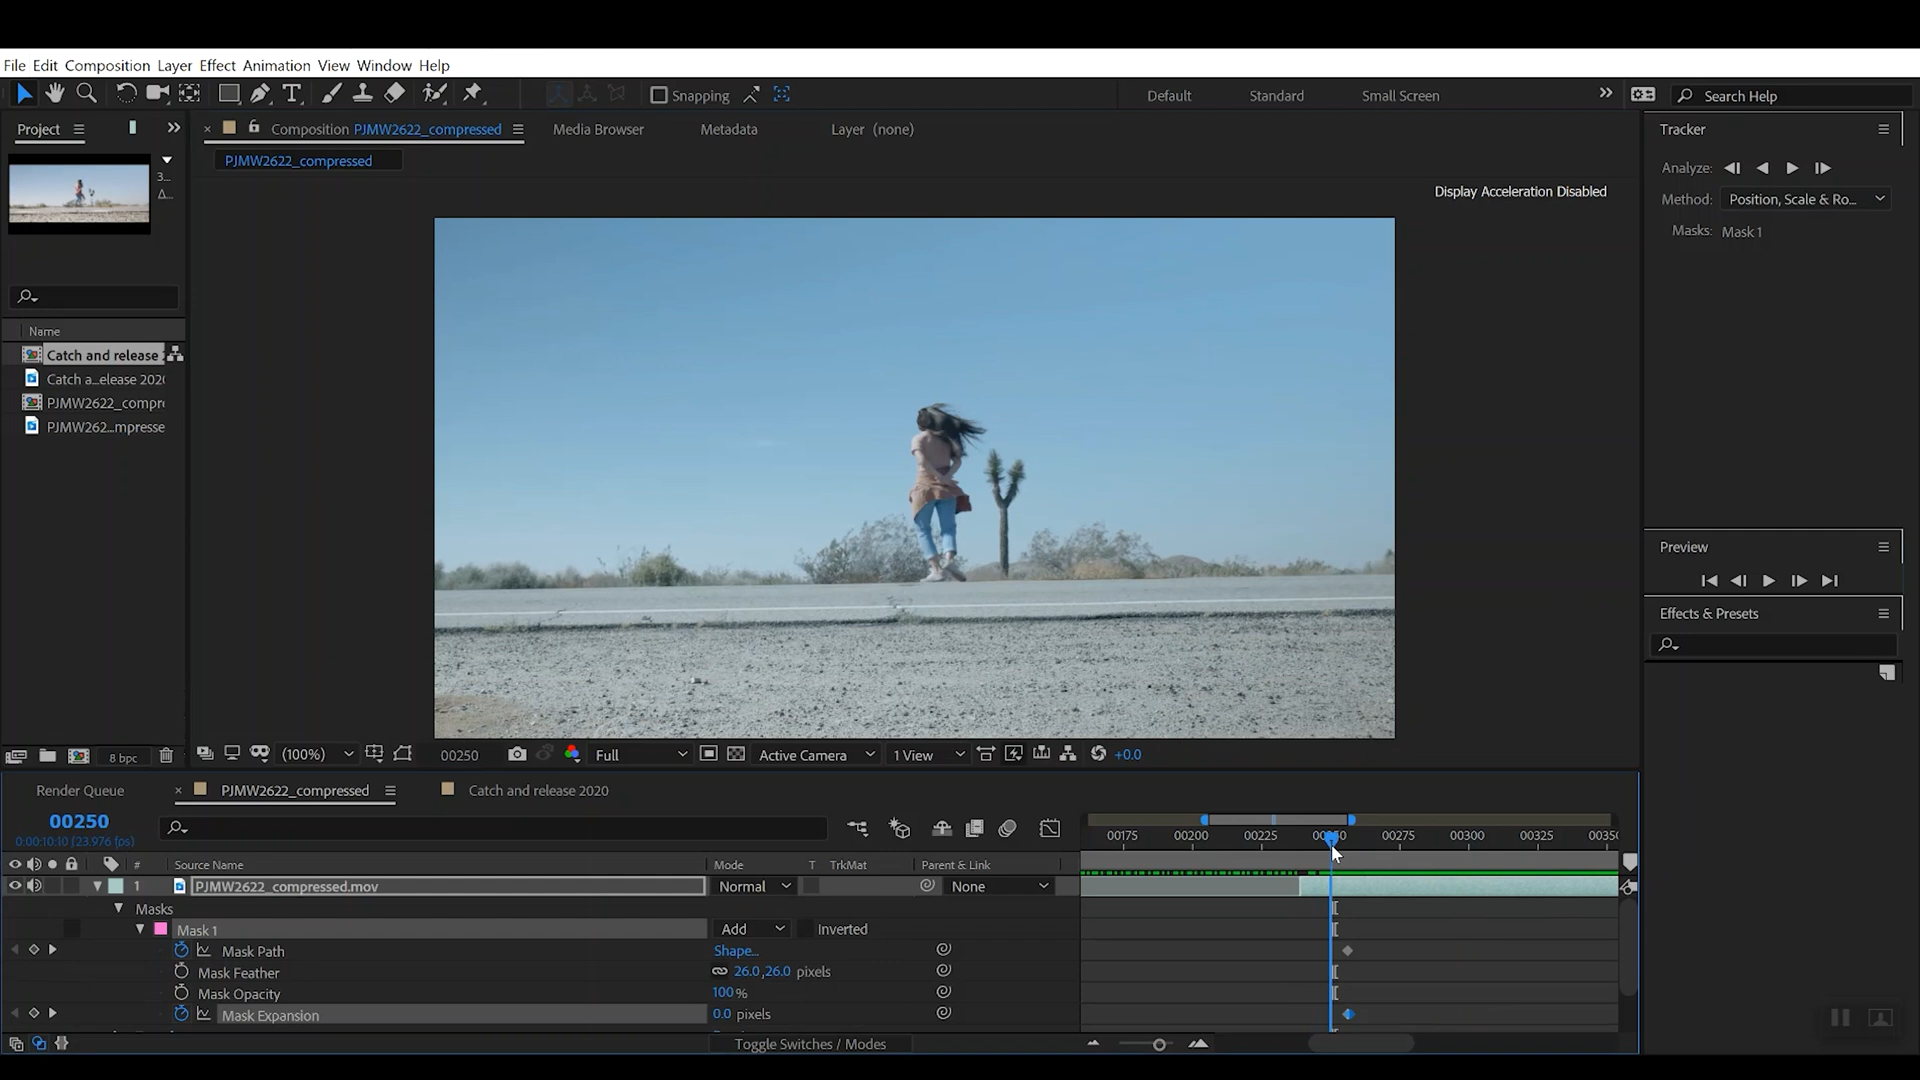 File Edit Composition Layer Effect Animation View Window Help
Snapping
Default Standard Small Screen
Search Help
Project
Composition PJMW2622_compressed
Media Browser
Metadata
Layer (none)
Tracker
PJMW2622_compressed
3...
Display Acceleration Disabled
Analyze:
Method: Position, Scale & Ro...
Masks: Mask 1
Name
Catch and release 2
Catch a...elease 2020
PJMW2622_compre
PJMW262...mpresse
Preview
Effects & Presets
8 bpc
(100%)
00250
Full
Active Camera
1 View
+0.0
Render Queue
PJMW2622_compressed
Catch and release 2020
00250
0:00:10:10 (23.976 fps)
00175 00200 00225 00250 00275 00300 00325 0035
# Source Name Mode T TrkMat Parent & Link
1 PJMW2622_compressed.mov Normal None
Masks
Mask 1 Add Inverted
Mask Path Shape...
Mask Feather 26.0,26.0 pixels
Mask Opacity 100%
Mask Expansion 0.0 pixels
Toggle Switches / Modes